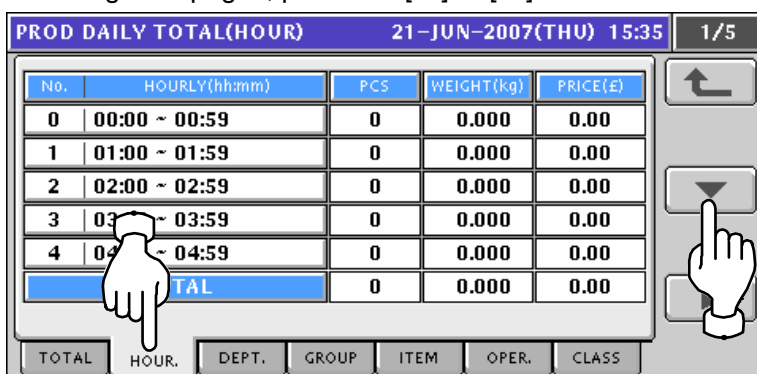 PROD DAILY TOTAL(HOUR) 21-JUN-2007(THU) 15:35 1/5
No. HOURLY(hh:mm) PCS WEIGHT(kg) PRICE(£)
0 00:00 ~ 00:59 0 0.000 0.00
1 01:00 ~ 01:59 0 0.000 0.00
2 02:00 ~ 02:59 0 0.000 0.00
3 03 ~ 03:59 0 0.000 0.00
4 04 ~ 04:59 0 0.000 0.00
TAL 0 0.000 0.00
TOTAL HOUR. DEPT. GROUP ITEM OPER. CLASS